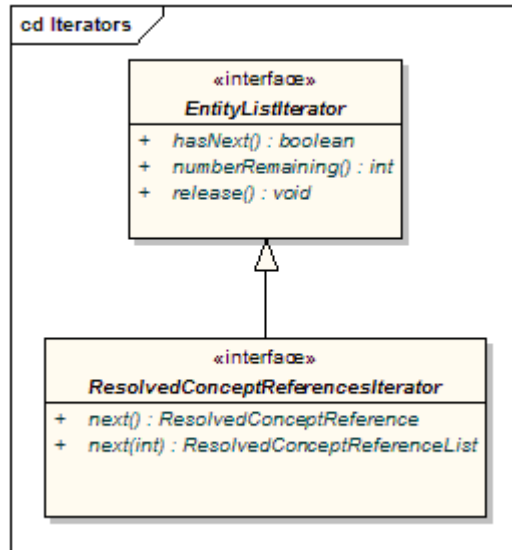 cd Iterators
«interface»
EntityListIterator
+ hasNext() : boolean
+ numberRemaining() : int
+ release() : void
«interface»
ResolvedConceptReferencesIterator
+ next() : ResolvedConceptReference
+ next(int) : ResolvedConceptReferenceList